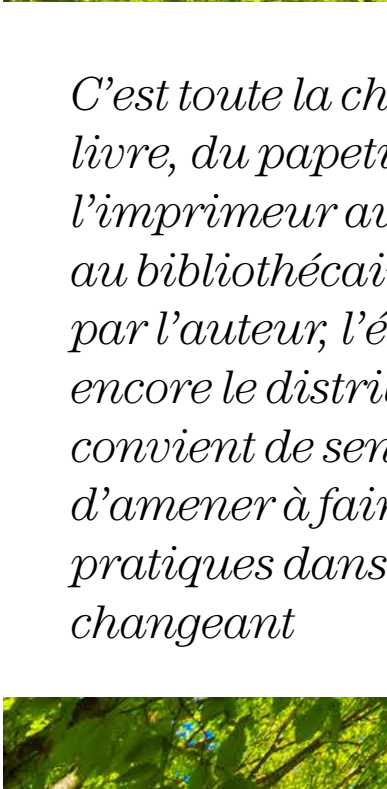 C’est toute la ch
livre, du papeti
l’imprimeur au
au bibliothécai
par l’auteur, l’é
encore le distri
convient de sen
d’amener à fair
pratiques dans
changeant